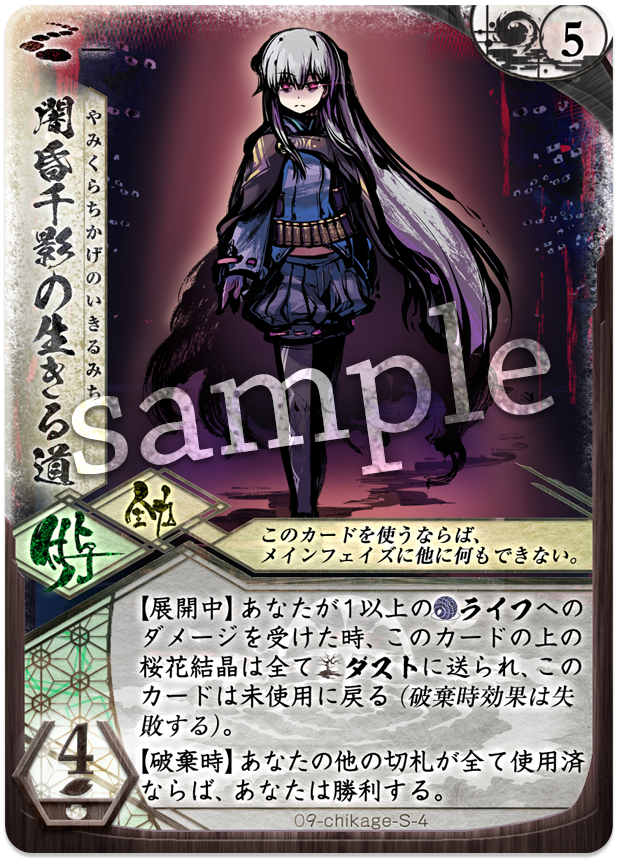 5
闇昏千影の生きる道
やみくらちかげのいきるみち
sample
付与
全力
このカードを使うならば、
メインフェイズに他に何もできない。
【展開中】あなたが1以上のライフへの
ダメージを受けた時、このカードの上の
桜花結晶は全てダストに送られ、この
カードは未使用に戻る(破棄時効果は失
敗する)。
【破棄時】あなたの他の切札が全て使用済
ならば、あなたは勝利する。
4
09-chikage-S-4